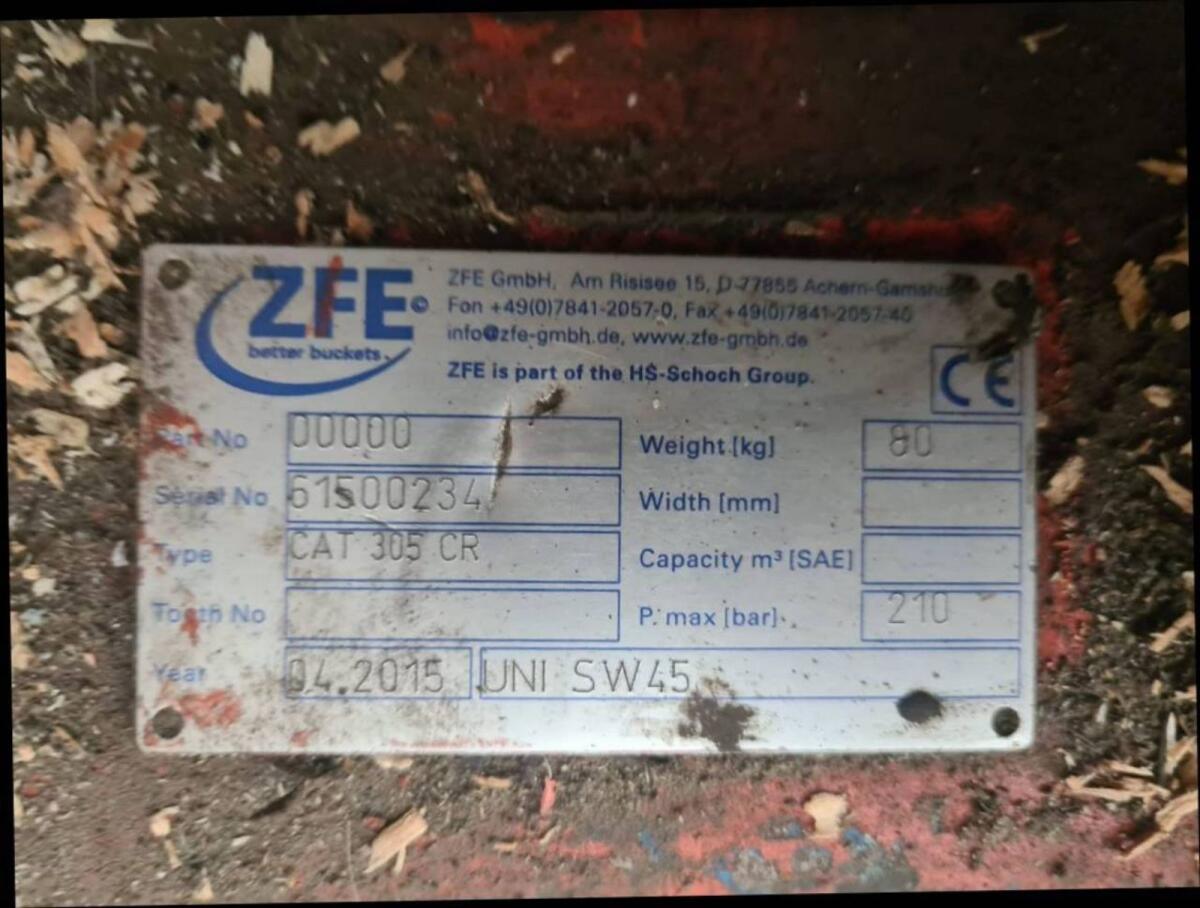 ZFE©
better buckets.
ZFE GmbH, Am Risisee 15, D-77855 Achern-
Fon +49(0)7841-2057-0, Fax +49(0)7841-2057-40
info@zfe-gmbh.de, www.zfe-gmbh.de
ZFE is part of the HS-Schoch Group.
CE
Part No 00000 Weight [kg] 80
Serial No 61500234 Width [mm]
Type CAT 305 CR Capacity m³ [SAE]
Tooth No P. max [bar] 210
Year 04.2015 UNI SW45